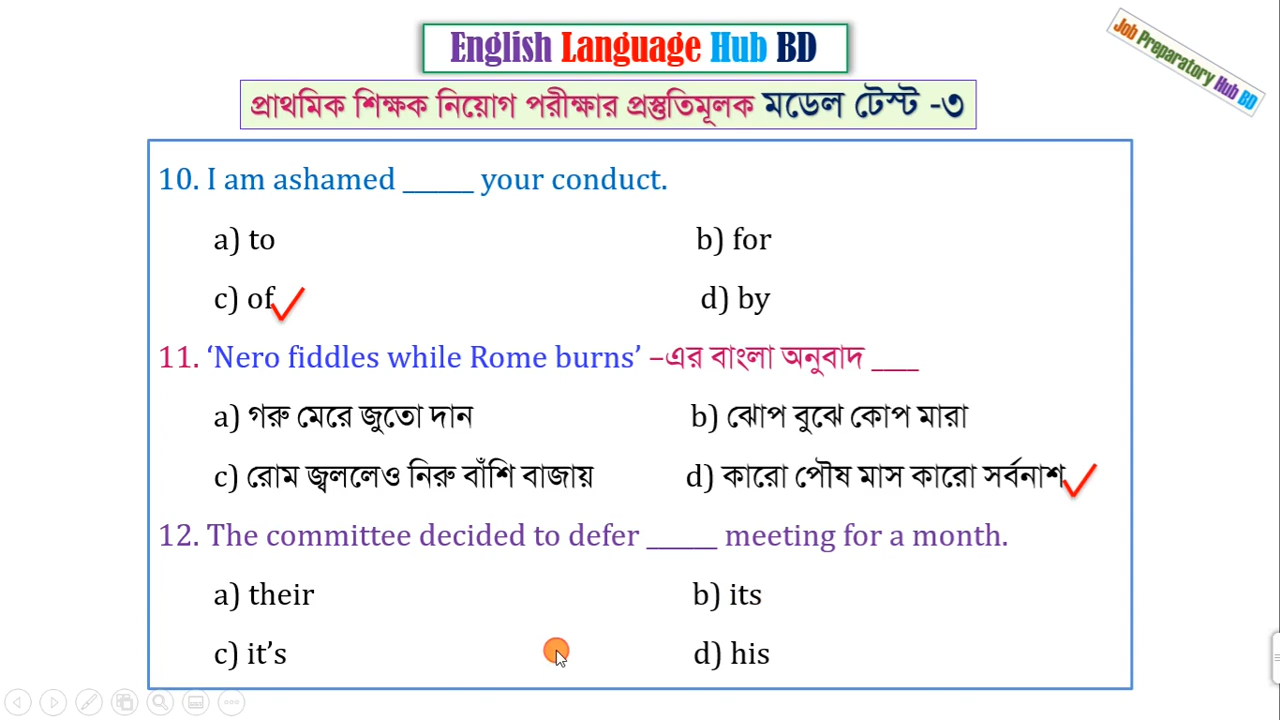 English Language Hub BD
Job Preparatory Hub BD
প্রাথমিক শিক্ষক নিয়োগ পরীক্ষার প্রস্তুতিমূলক মডেল টেস্ট -৩
10. I am ashamed ______ your conduct.
a) to b) for
c) of d) by
11. ‘Nero fiddles while Rome burns’ –এর বাংলা অনুবাদ ____
a) গরু মেরে জুতো দান b) ঝোপ বুঝে কোপ মারা
c) রোম জ্বললেও নিরু বাঁশি বাজায় d) কারো পৌষ মাস কারো সর্বনাশ
12. The committee decided to defer ______ meeting for a month.
a) their b) its
c) it’s d) his